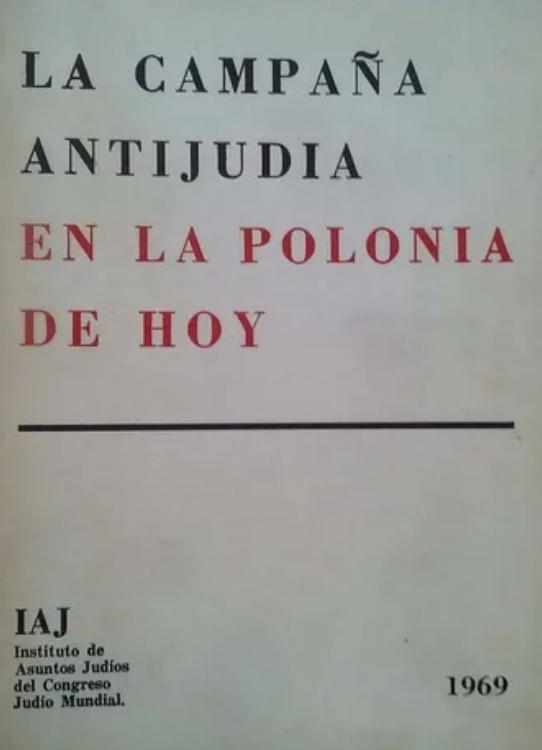 LA CAMPAÑA
ANTIJUDIA
EN LA POLONIA
DE HOY
IAJ
Instituto de
Asuntos Judíos
del Congreso
Judío Mundial.
1969